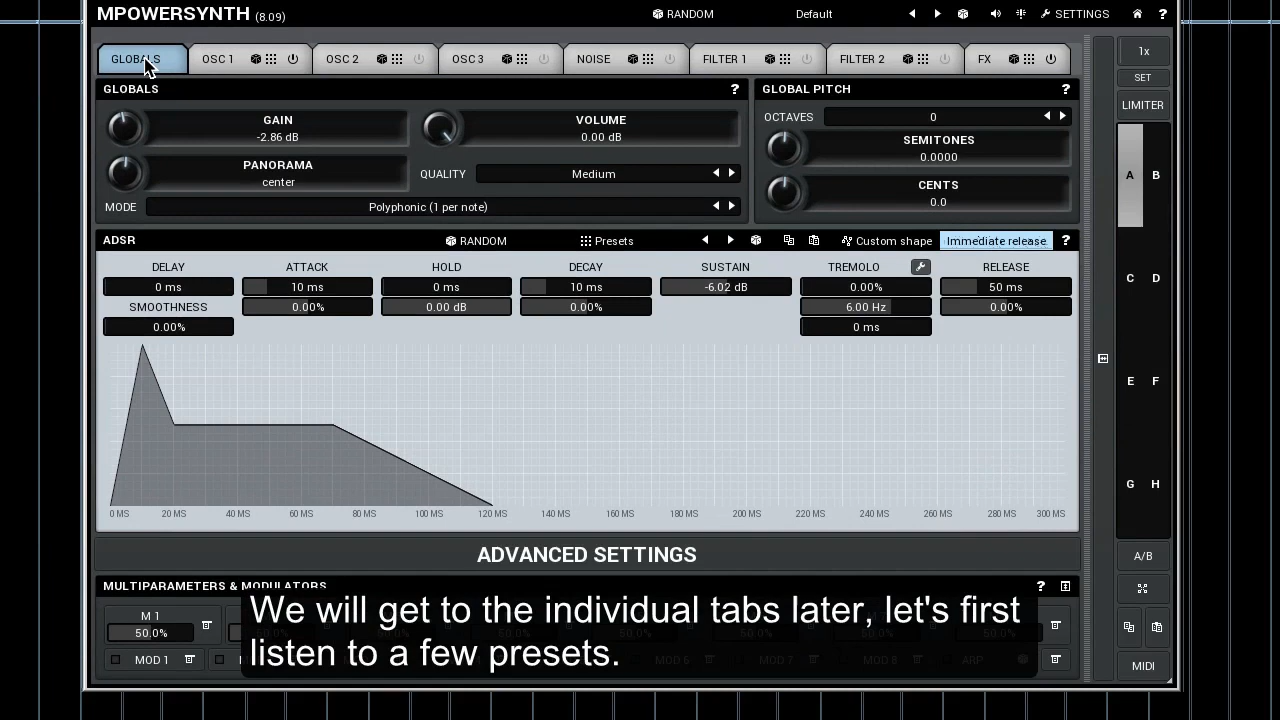 MPOWERSYNTH (8.09) RANDOM Default SETTINGS ?
GLOBALS OSC 1 OSC 2 OSC 3 NOISE FILTER 1 FILTER 2 FX
1x
SET
LIMITER
GLOBALS ?
GLOBAL PITCH ?
GAIN
-2.86 dB
VOLUME
0.00 dB
PANORAMA
center
QUALITY Medium
MODE Polyphonic (1 per note)
OCTAVES 0
SEMITONES
0.0000
CENTS
0.0
A B
C D
E F
G H
ADSR RANDOM Presets Custom shape Immediate release ?
DELAY ATTACK HOLD DECAY SUSTAIN TREMOLO RELEASE
0 ms 10 ms 0 ms 10 ms -6.02 dB 0.00% 50 ms
SMOOTHNESS 0.00% 0.00 dB 0.00% 6.00 Hz 0.00%
0.00% 0 ms
0 MS 20 MS 40 MS 60 MS 80 MS 100 MS 120 MS 140 MS 160 MS 180 MS 200 MS 220 MS 240 MS 260 MS 280 MS 300 MS
ADVANCED SETTINGS
A/B
MULTIPARAMETERS & MODULATORS ?
M 1
50.0%
MOD 1
MIDI
We will get to the individual tabs later, let's first
listen to a few presets.